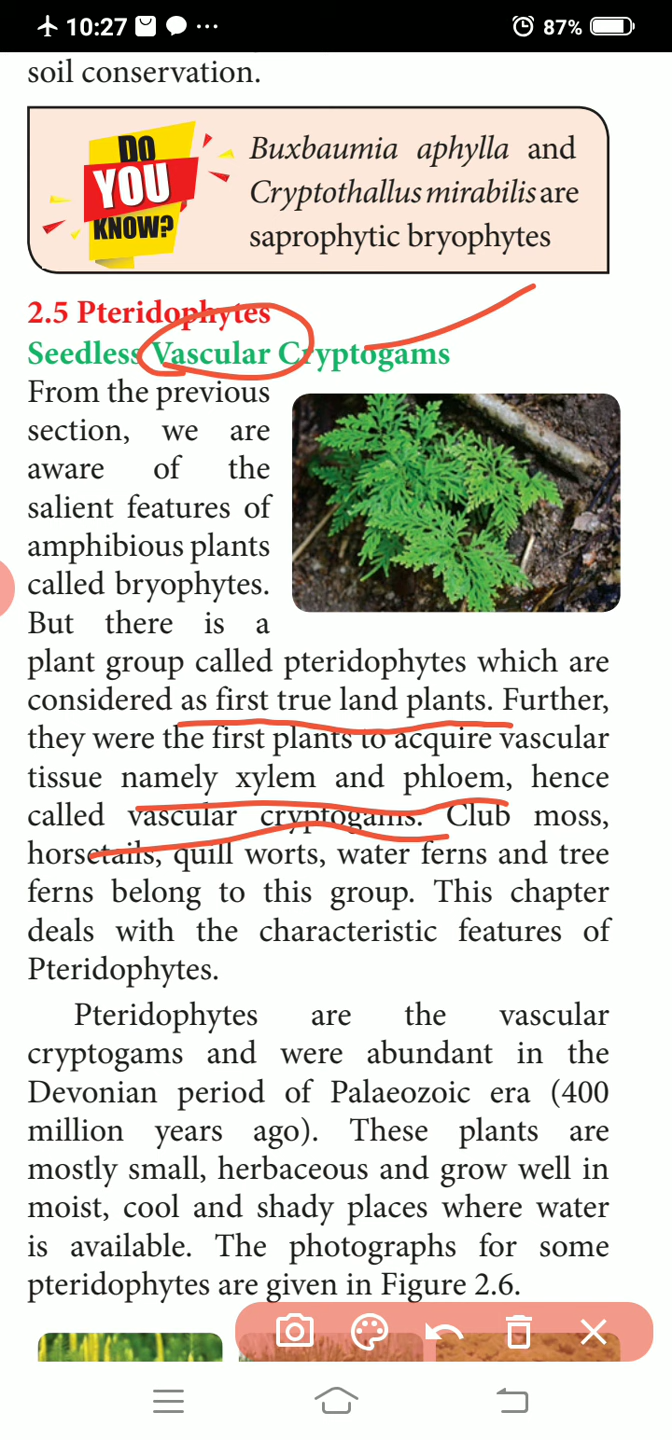 10:27
87%
soil conservation.
DO
YOU
KNOW?
Buxbaumia aphylla and
Cryptothallus mirabilis are
saprophytic bryophytes
2.5 Pteridophytes
Seedless Vascular Cryptogams
From the previous
section, we are
aware of the
salient features of
amphibious plants
called bryophytes.
But there is a
plant group called pteridophytes which are
considered as first true land plants. Further,
they were the first plants to acquire vascular
tissue namely xylem and phloem, hence
called vascular cryptogams. Club moss,
horsetails, quill worts, water ferns and tree
ferns belong to this group. This chapter
deals with the characteristic features of
Pteridophytes.
Pteridophytes are the vascular
cryptogams and were abundant in the
Devonian period of Palaeozoic era (400
million years ago). These plants are
mostly small, herbaceous and grow well in
moist, cool and shady places where water
is available. The photographs for some
pteridophytes are given in Figure 2.6.